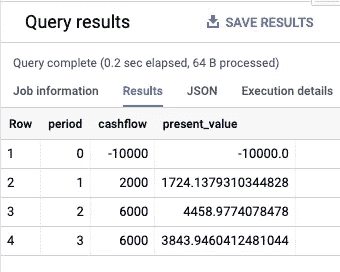 Query results
SAVE RESULTS
Query complete (0.2 sec elapsed, 64 B processed)
Job information Results JSON Execution details
Row period cashflow present_value
1 0 -10000 -10000.0
2 1 2000 1724.1379310344828
3 2 6000 4458.9774078478
4 3 6000 3843.9460412481044